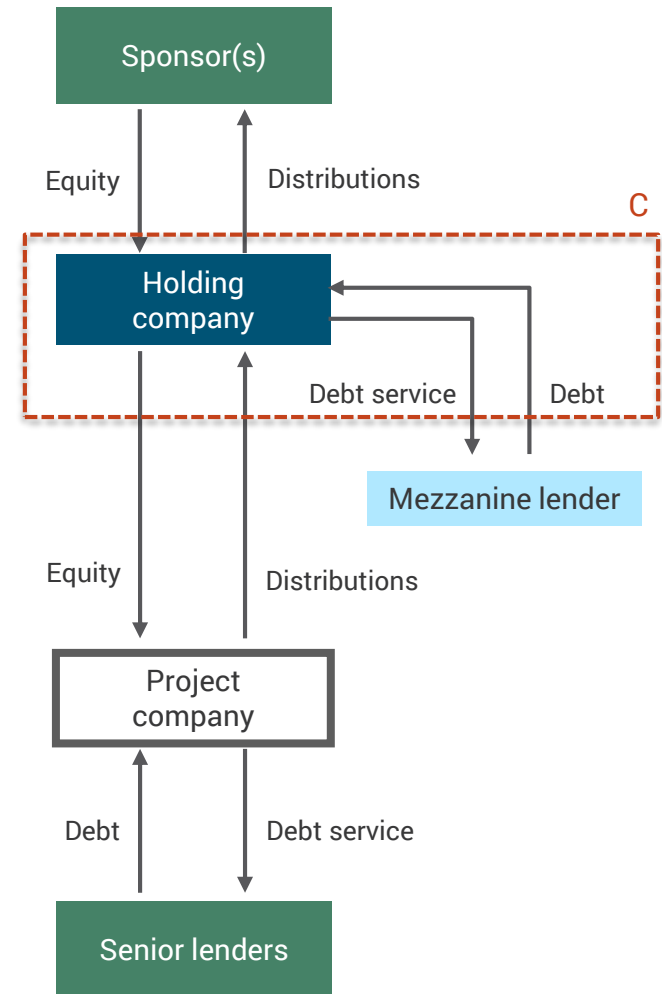 Sponsor(s)
Equity
Distributions
C
Holding
company
Debt service
Debt
Mezzanine lender
Equity
Distributions
Project
company
Debt
Debt service
Senior lenders